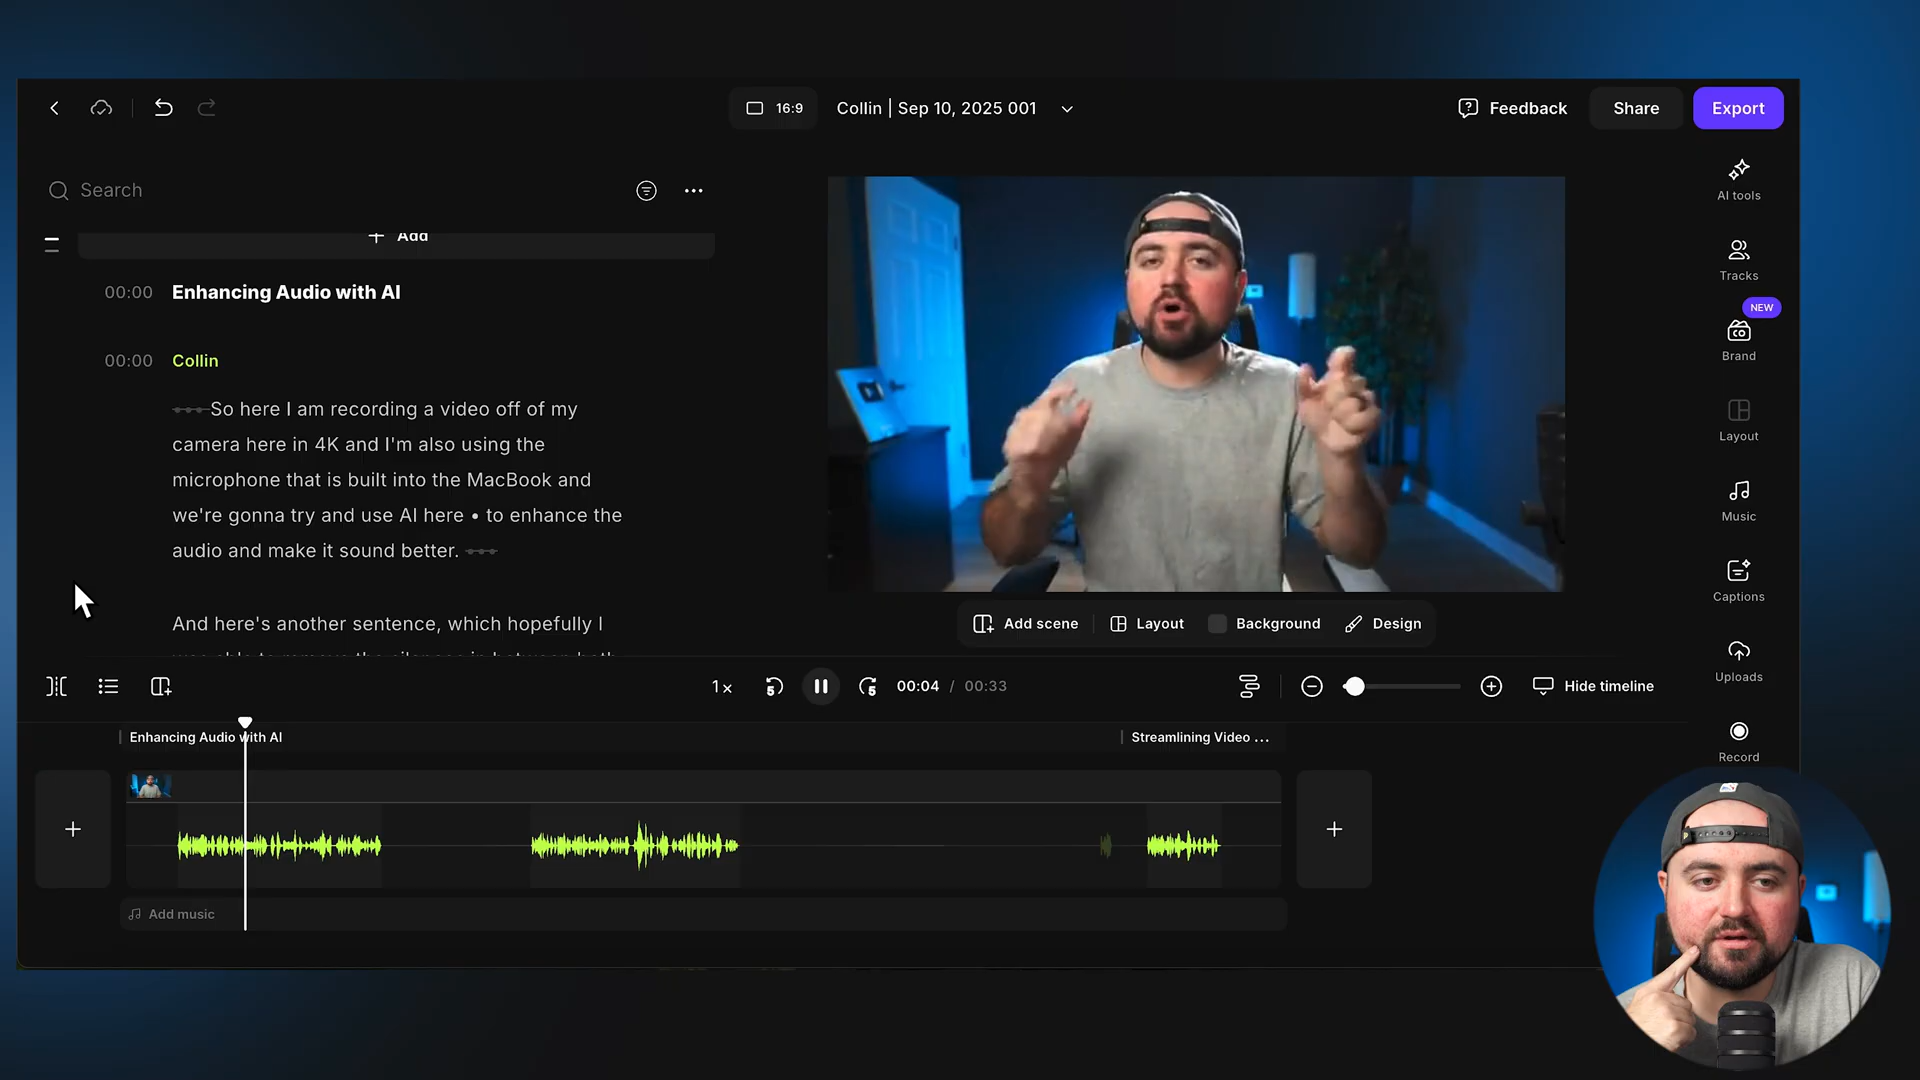 16:9
Collin | Sep 10, 2025 001
Feedback
Share
Export
Search
Add
00:00 Enhancing Audio with AI
00:00 Collin
So here I am recording a video off of my
camera here in 4K and I'm also using the
microphone that is built into the MacBook and
we're gonna try and use AI here • to enhance the
audio and make it sound better.
And here's another sentence, which hopefully I
AI tools
Tracks
NEW
Brand
Layout
Music
Captions
Uploads
Record
Add scene
Layout
Background
Design
1×
5
5
00:04 / 00:33
Hide timeline
Enhancing Audio with AI
Streamlining Video ...
Add music